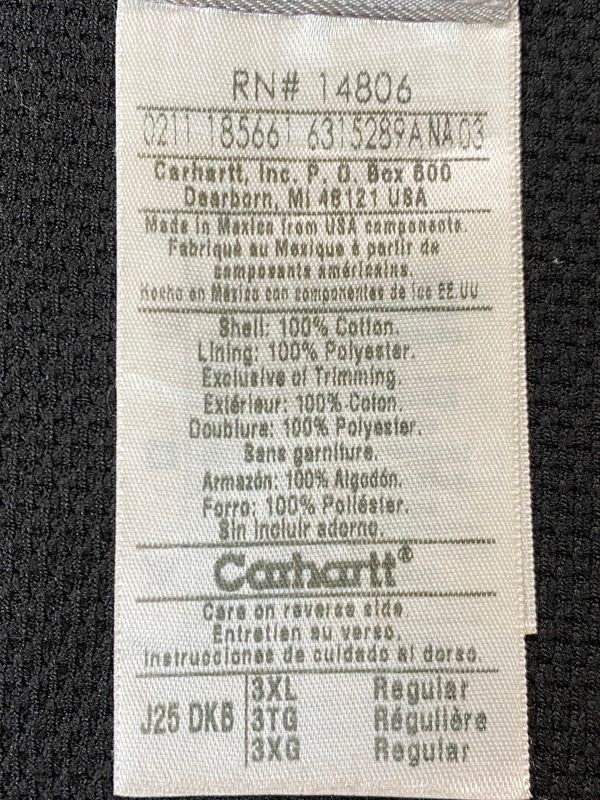 RN# 14806
0211 185661 6315289A NA 03
Carhartt, Inc. P. O. Box 600
Dearborn, MI 48121 USA
Made in Mexico from USA components.
Fabriqué au Mexique à partir de
composants américains.
Hecho en México con componentes de los EE.UU
Shell: 100% Cotton.
Lining: 100% Polyester.
Exclusive of Trimming.
Extérieur: 100% Coton.
Doublure: 100% Polyester.
Sans garniture.
Armazón: 100% Algodón.
Forro: 100% Poliéster.
Sin incluir adorno.
Carhartt®
Care on reverse side.
Entretien au verso.
Instrucciones de cuidado al dorso.
J25 DKB
3XL Regular
3TG Régulière
3XG Regular